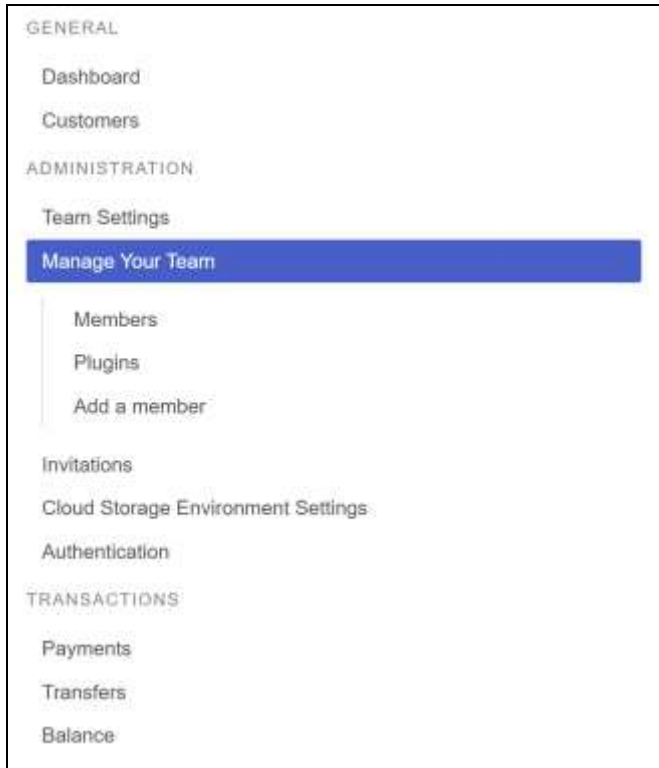 GENERAL
Dashboard
Customers
ADMINISTRATION
Team Settings
Manage Your Team
Members
Plugins
Add a member
Invitations
Cloud Storage Environment Settings
Authentication
TRANSACTIONS
Payments
Transfers
Balance